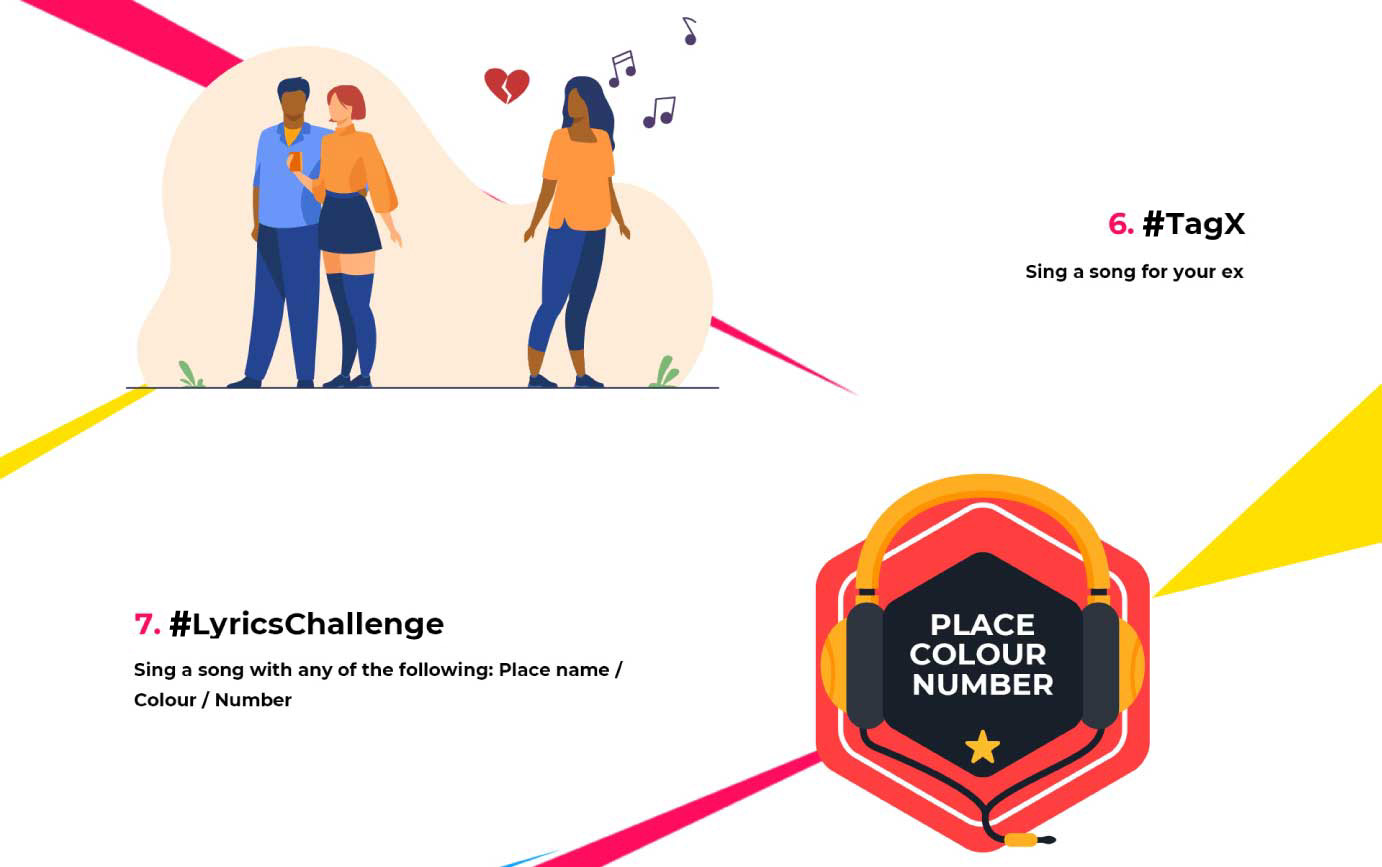 6. #TagX
Sing a song for your ex
7. #LyricsChallenge
Sing a song with any of the following: Place name /
Colour / Number
PLACE
COLOUR
NUMBER